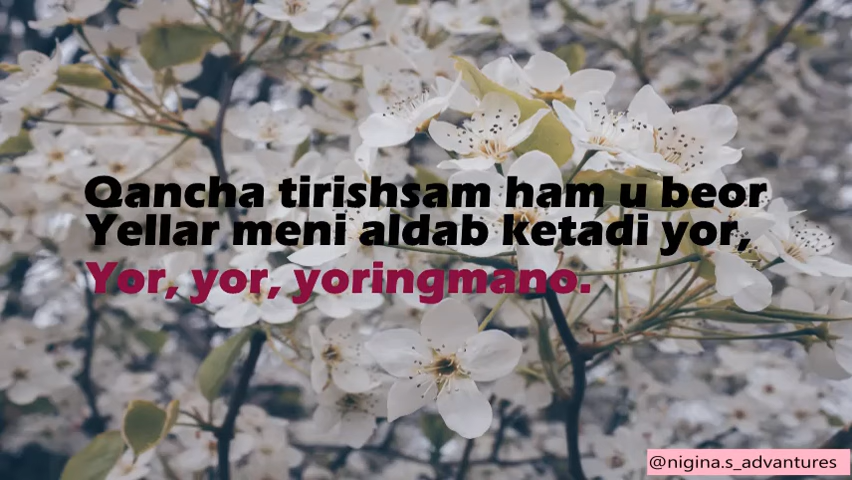 Qancha tirishsam ham u beor
Yellar meni aldab ketadi yor,
Yor, yor, yoringmano.
@nigina.s_advantures